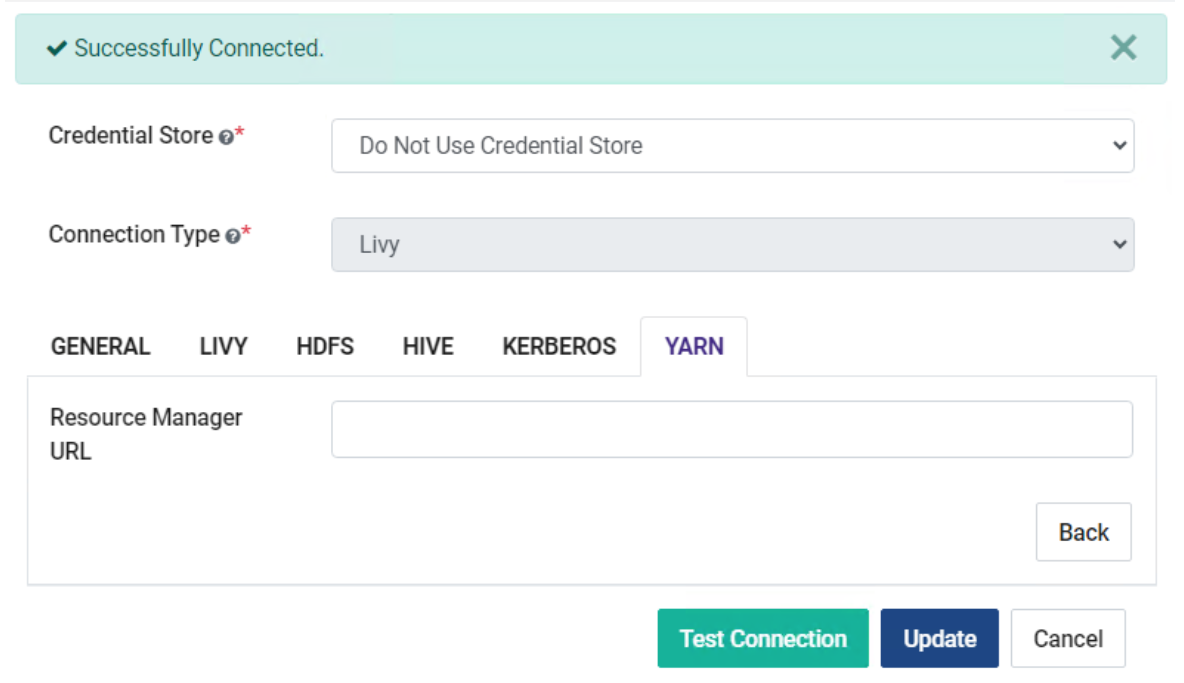 Successfully Connected.
Credential Store *
Do Not Use Credential Store
Connection Type *
Livy
GENERAL LIVY HDFS HIVE KERBEROS YARN
Resource Manager
URL
Back
Test Connection Update Cancel